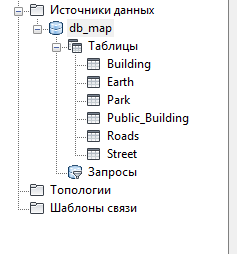 Источники данных
db_map
Таблицы
Building
Earth
Park
Public_Building
Roads
Street
Запросы
Топологии
Шаблоны связи